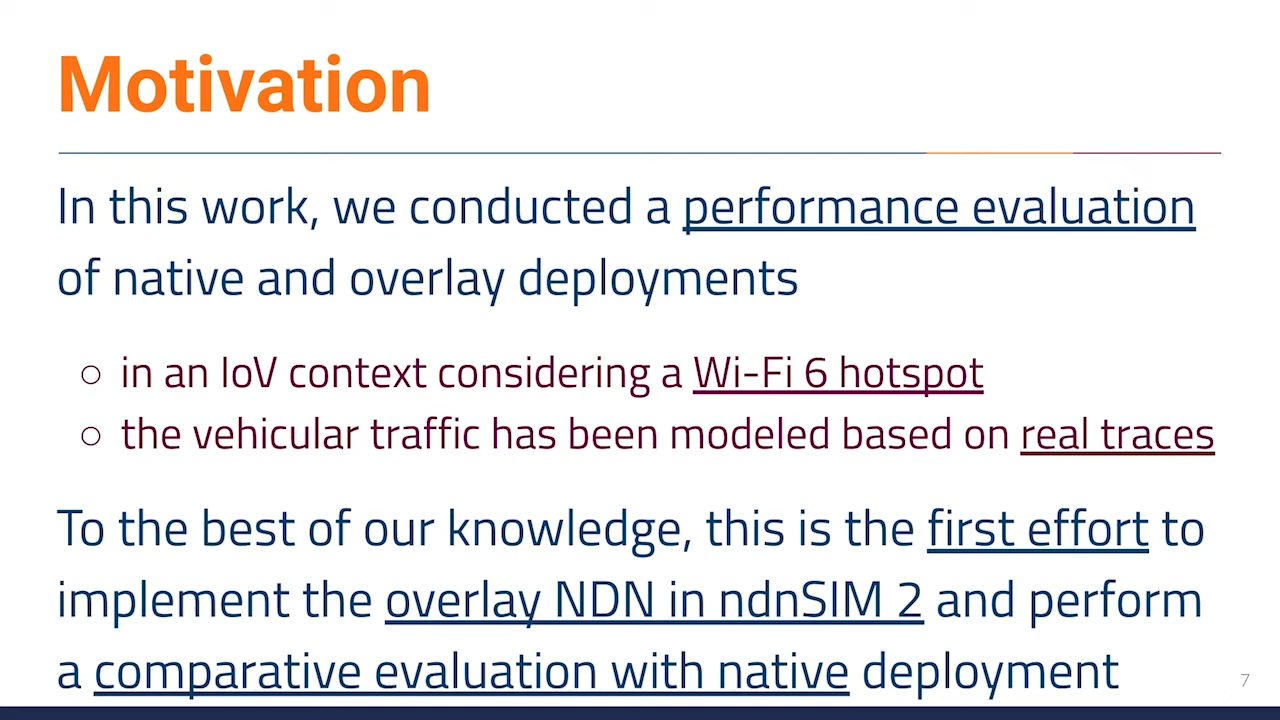 Motivation
In this work, we conducted a performance evaluation
of native and overlay deployments
○ in an IoV context considering a Wi-Fi 6 hotspot
○ the vehicular traffic has been modeled based on real traces
To the best of our knowledge, this is the first effort to
implement the overlay NDN in ndnSIM 2 and perform
a comparative evaluation with native deployment
7